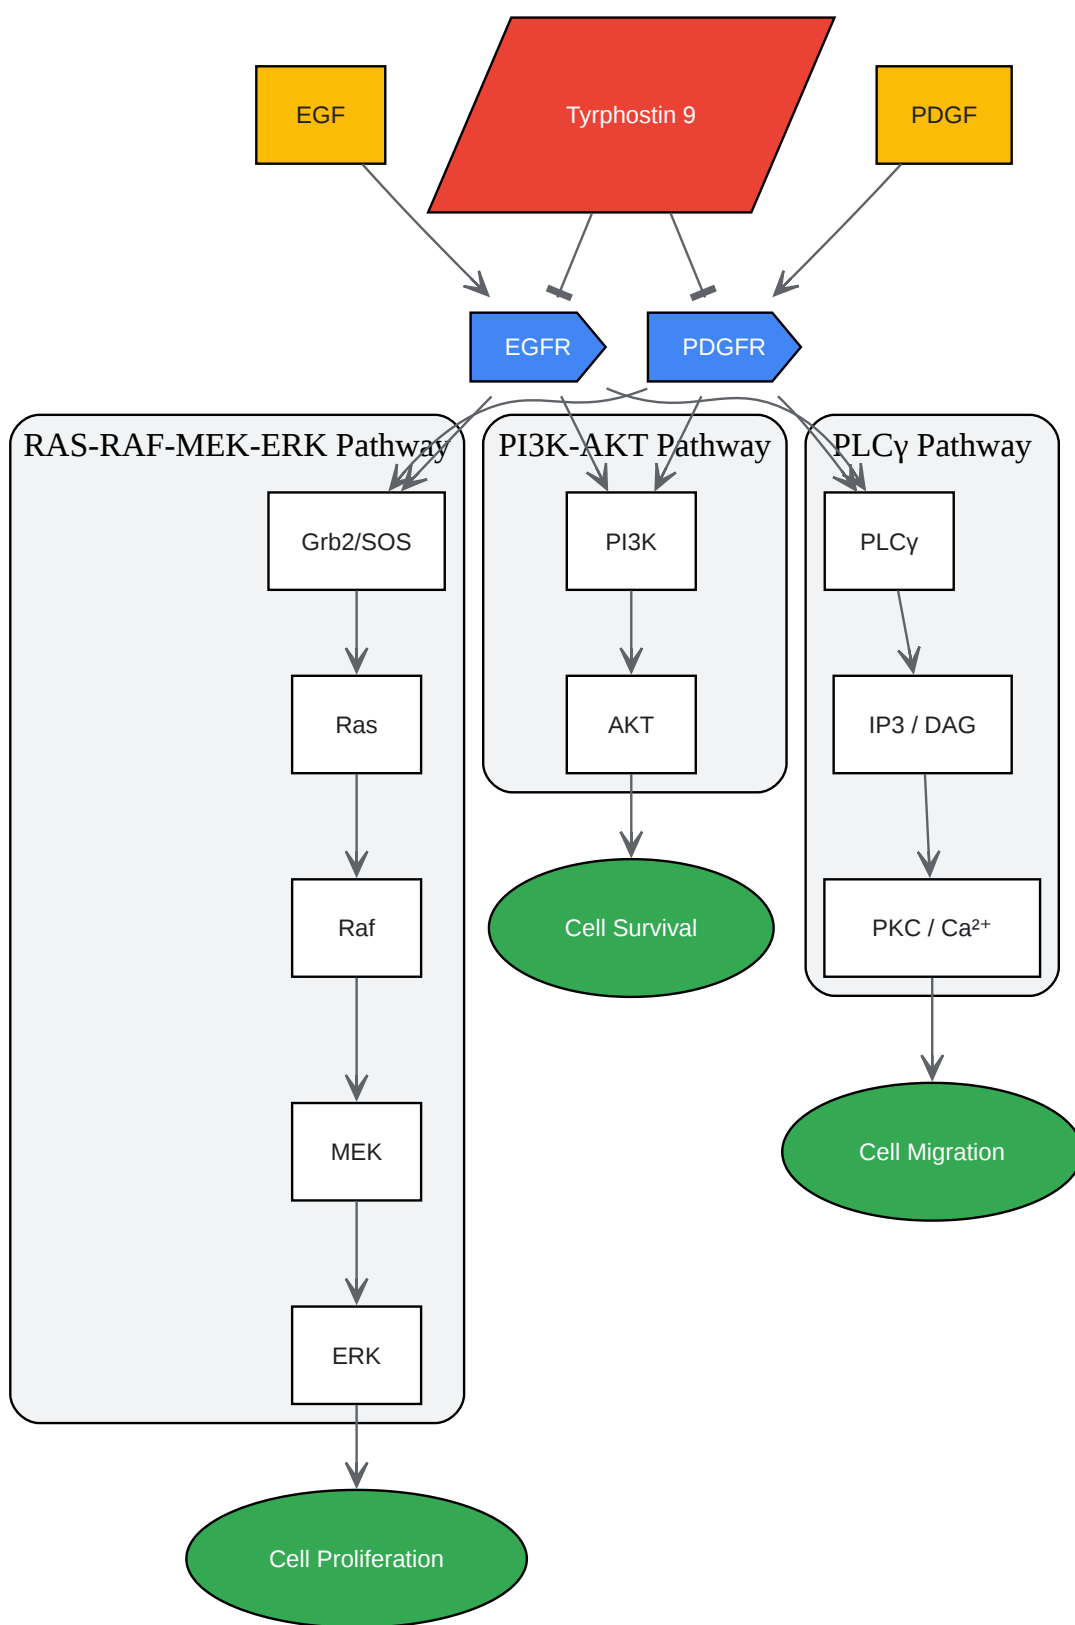 EGF
Tyrphostin 9
PDGF
EGFR
PDGFR
RAS-RAF-MEK-ERK Pathway
PI3K-AKT Pathway
PLCγ Pathway
Grb2/SOS
PI3K
PLCγ
Ras
AKT
IP3 / DAG
Raf
Cell Survival
PKC / Ca²⁺
MEK
Cell Migration
ERK
Cell Proliferation